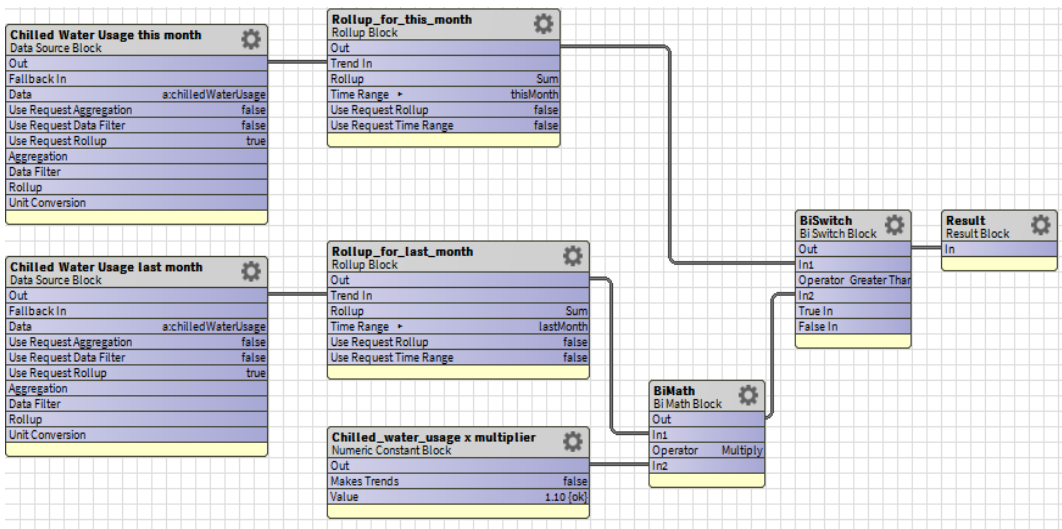 Chilled Water Usage this month
Data Source Block
Out
Fallback In
Data a:chilledWaterUsage
Use Request Aggregation false
Use Request Data Filter false
Use Request Rollup true
Aggregation
Data Filter
Rollup
Unit Conversion
Rollup_for_this_month
Rollup Block
Out
Trend In
Rollup Sum
Time Range ▸ thisMonth
Use Request Rollup false
Use Request Time Range false
Chilled Water Usage last month
Data Source Block
Out
Fallback In
Data a:chilledWaterUsage
Use Request Aggregation false
Use Request Data Filter false
Use Request Rollup true
Aggregation
Data Filter
Rollup
Unit Conversion
Rollup_for_last_month
Rollup Block
Out
Trend In
Rollup Sum
Time Range ▸ lastMonth
Use Request Rollup false
Use Request Time Range false
Chilled_water_usage x multiplier
Numeric Constant Block
Out
Makes Trends false
Value 1.10 {ok}
BiMath
Bi Math Block
Out
In1
Operator Multiply
In2
BiSwitch
Bi Switch Block
Out
In1
Operator Greater Than
In2
True In
False In
Result
Result Block
In